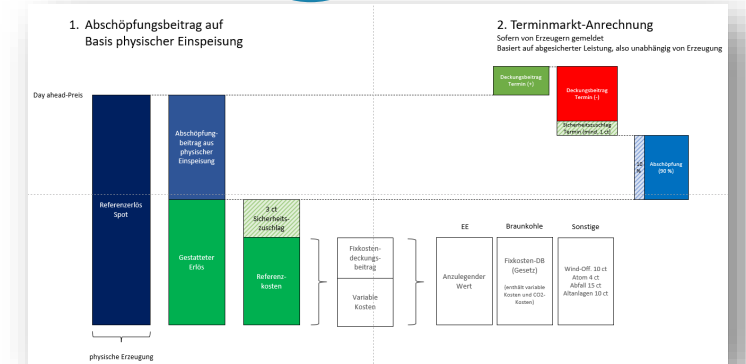 1. Abschöpfungsbeitrag auf
Basis physischer Einspeisung
2. Terminmarkt-Anrechnung
Sofern von Erzeugern gemeldet
Basiert auf abgesicherter Leistung, also unabhängig von Erzeugung
Day ahead-Preis
Referenzerlös
Spot
physische Erzeugung
Abschöpfung-
beitrag aus
physischer
Einspeisung
Gestatteter
Erlös
3 ct
Sicherheits-
zuschlag
Referenz-
kosten
Fixkosten-
deckungs-
beitrag
Variable
Kosten
EE
Anzulegender
Wert
Braunkohle
Fixkosten-DB
(Gesetz)
(enthält variable
Kosten und CO2-
Kosten)
Sonstige
Wind-Off. 10 ct
Atom 4 ct
Abfall 15 ct
Altanlagen 10 ct
Deckungsbeitrag
Termin (+)
Deckungsbeitrag
Termin (-)
Sicherheitszuschlag
Termin (mind. 1 ct)
10
%
Abschöpfung
(90 %)